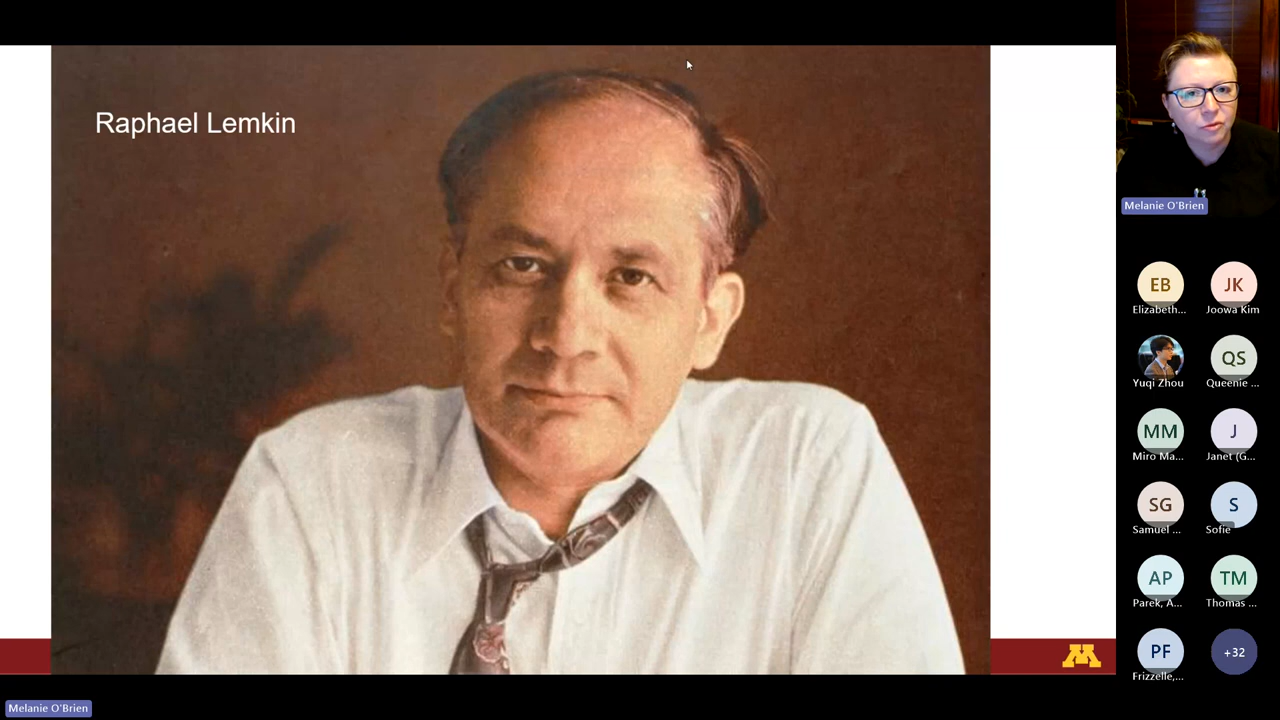 Raphael Lemkin
M
Melanie O'Brien
Melanie O'Brien
EB
Elizabeth...
JK
Joowa Kim
Yuqi Zhou
QS
Queenie ...
MM
Miro Ma...
J
Janet (G...
SG
Samuel ...
S
Sofie
AP
Parek, A...
TM
Thomas ...
PF
Frizzelle,...
+32